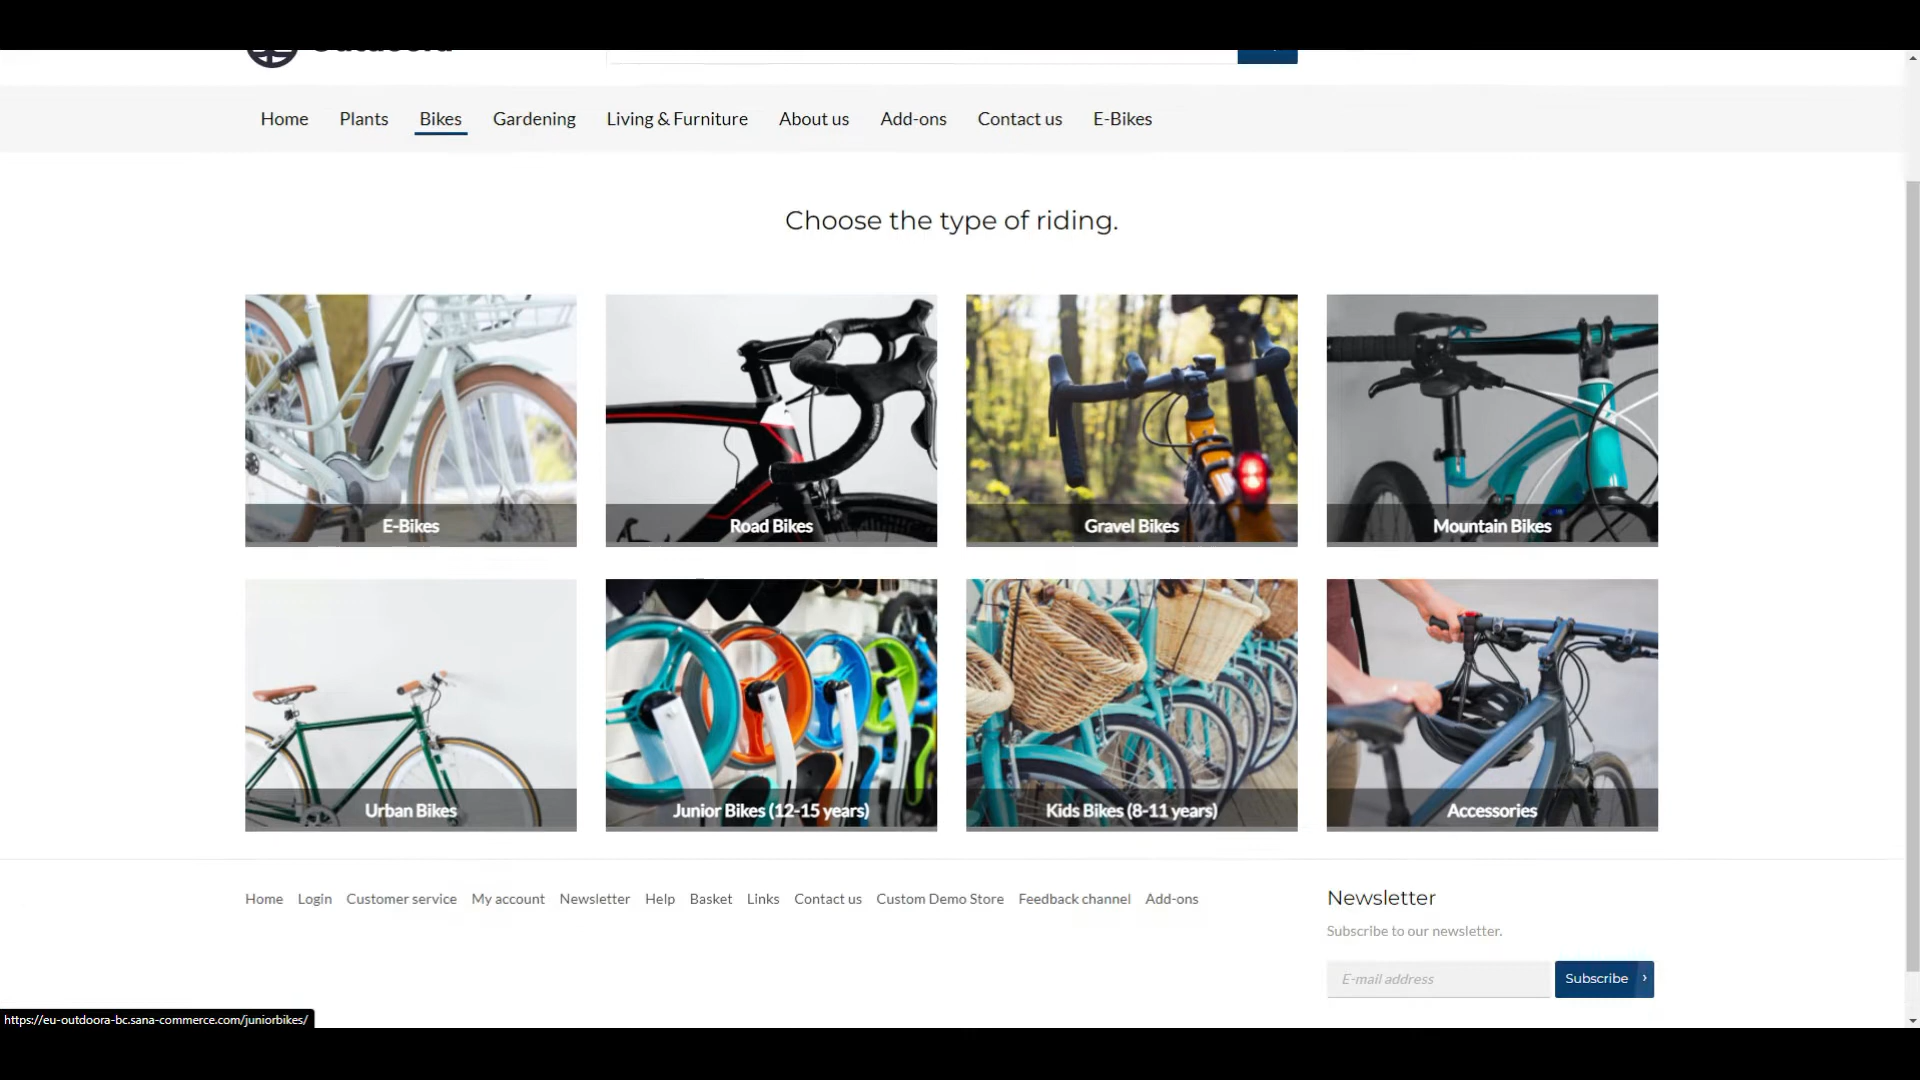 Home Plants Bikes Gardening Living & Furniture About us Add-ons Contact us E-Bikes
Choose the type of riding.
E-Bikes Road Bikes Gravel Bikes Mountain Bikes
Urban Bikes Junior Bikes (12-15 years) Kids Bikes (8-11 years) Accessories
Home Login Customer service My account Newsletter Help Basket Links Contact us Custom Demo Store Feedback channel Add-ons
Newsletter
Subscribe to our newsletter.
E-mail address Subscribe
https://eu-outdoora-bc.sana-commerce.com/juniorbikes/